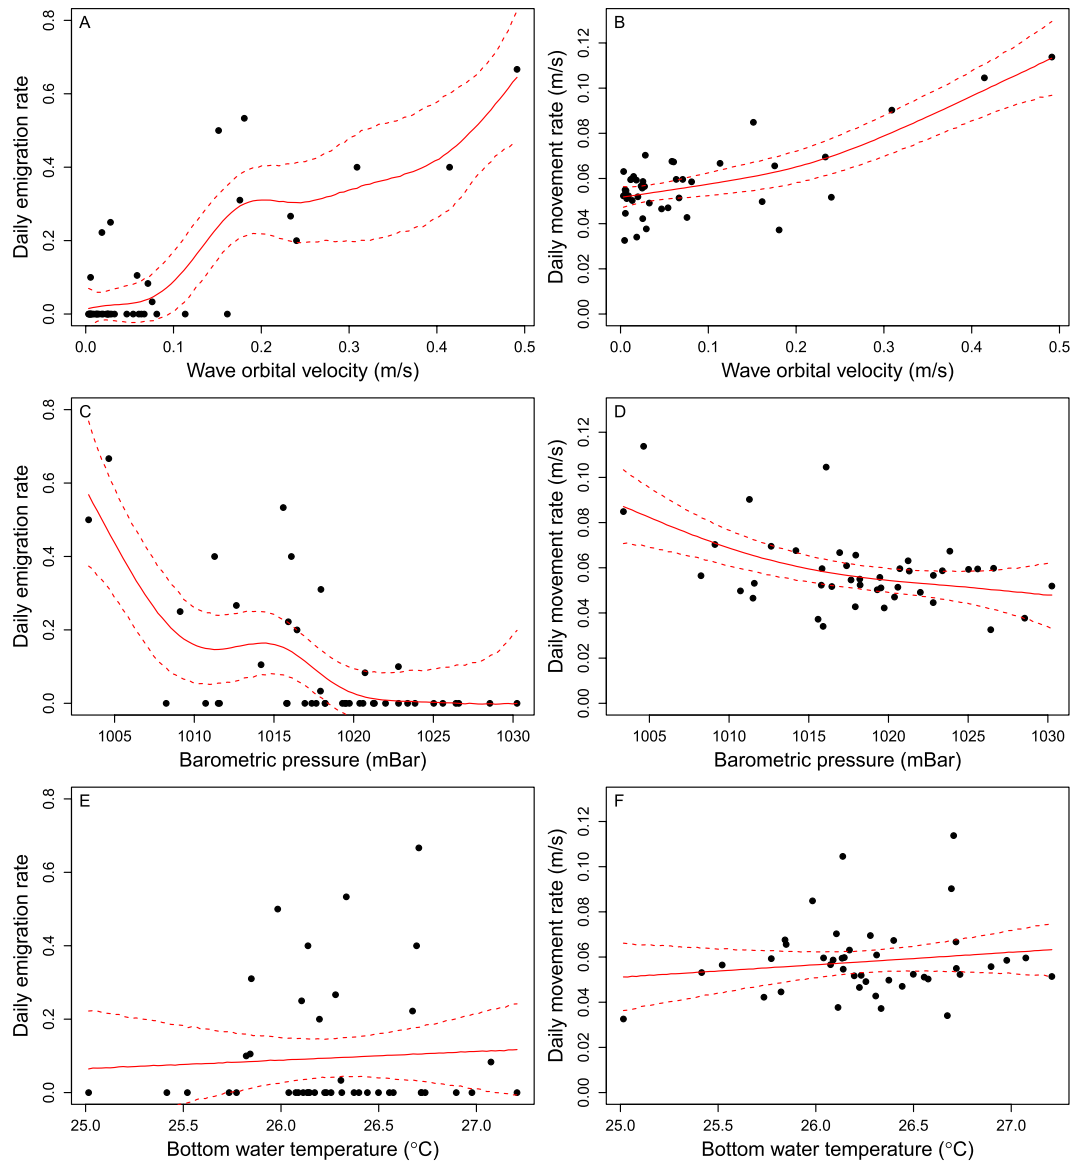 A
Daily emigration rate
0.0 0.2 0.4 0.6 0.8
0.0 0.1 0.2 0.3 0.4 0.5
Wave orbital velocity (m/s)
B
Daily movement rate (m/s)
0.00 0.02 0.04 0.06 0.08 0.10 0.12
0.0 0.1 0.2 0.3 0.4 0.5
Wave orbital velocity (m/s)
C
Daily emigration rate
0.0 0.2 0.4 0.6 0.8
1005 1010 1015 1020 1025 1030
Barometric pressure (mBar)
D
Daily movement rate (m/s)
0.00 0.02 0.04 0.06 0.08 0.10 0.12
1005 1010 1015 1020 1025 1030
Barometric pressure (mBar)
E
Daily emigration rate
0.0 0.2 0.4 0.6 0.8
25.0 25.5 26.0 26.5 27.0
Bottom water temperature (°C)
F
Daily movement rate (m/s)
0.00 0.02 0.04 0.06 0.08 0.10 0.12
25.0 25.5 26.0 26.5 27.0
Bottom water temperature (°C)